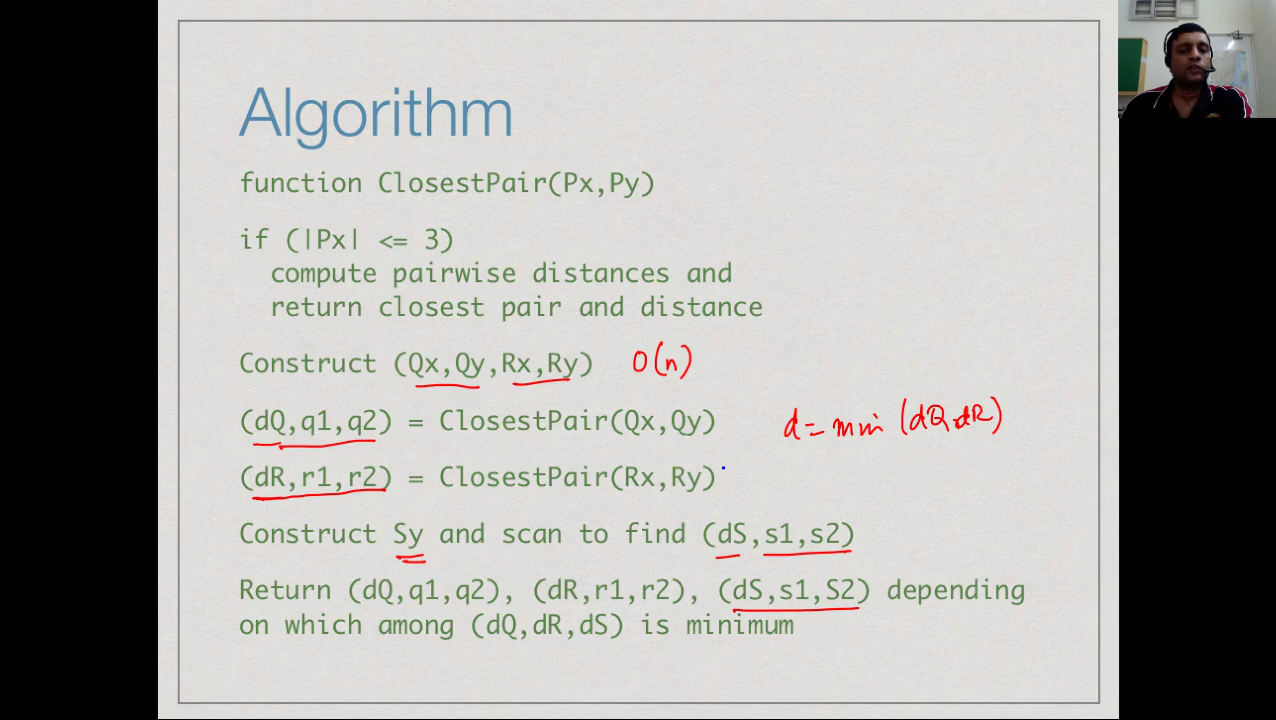 Algorithm
function ClosestPair(Px,Py)
if (|Px| <= 3)
compute pairwise distances and
return closest pair and distance
Construct (Qx,Qy,Rx,Ry) O(n)
(dQ,q1,q2) = ClosestPair(Qx,Qy) d = min (dQ,dR)
(dR,r1,r2) = ClosestPair(Rx,Ry)
Construct Sy and scan to find (dS,s1,s2)
Return (dQ,q1,q2), (dR,r1,r2), (dS,s1,S2) depending
on which among (dQ,dR,dS) is minimum